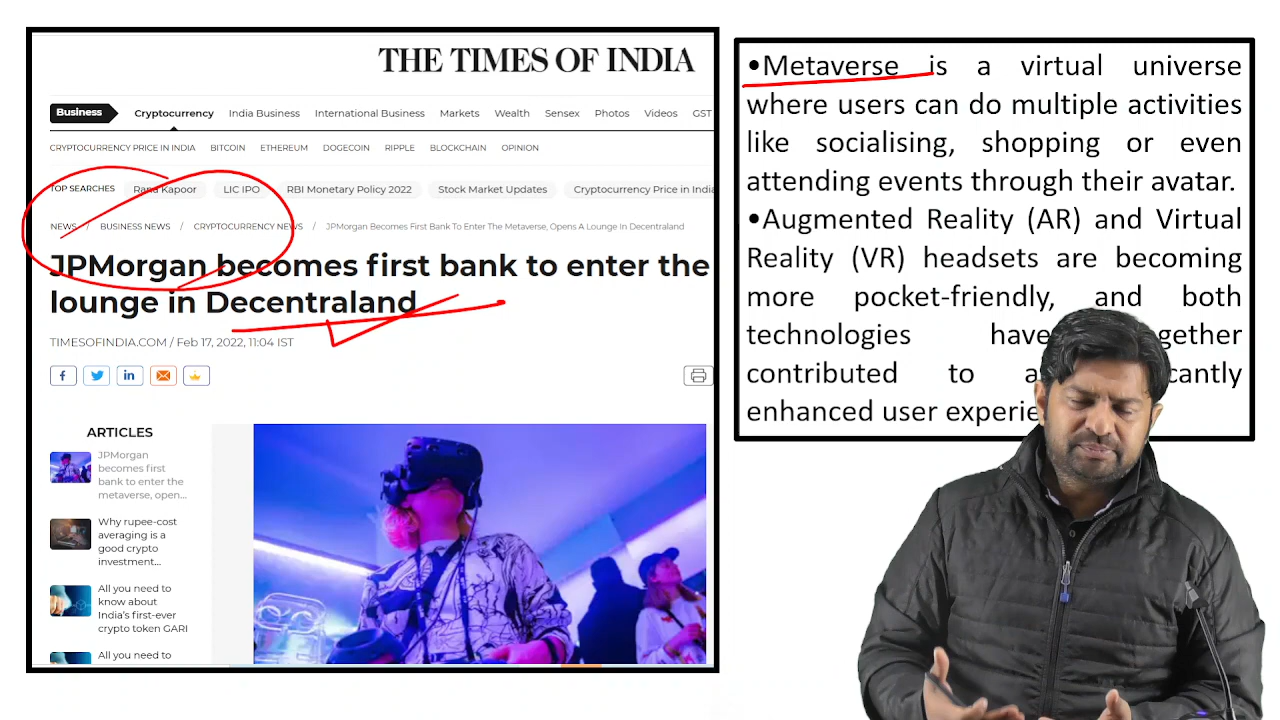 THE TIMES OF INDIA
Business Cryptocurrency India Business International Business Markets Wealth Sensex Photos Videos GST
CRYPTOCURRENCY PRICE IN INDIA BITCOIN ETHEREUM DOGECOIN RIPPLE BLOCKCHAIN OPINION
TOP SEARCHES Rana Kapoor LIC IPO RBI Monetary Policy 2022 Stock Market Updates Cryptocurrency Price in India
NEWS / BUSINESS NEWS / CRYPTOCURRENCY NEWS / JPMorgan Becomes First Bank To Enter The Metaverse, Opens A Lounge In Decentraland
JPMorgan becomes first bank to enter the
lounge in Decentraland
TIMESOFINDIA.COM / Feb 17, 2022, 11:04 IST
ARTICLES
JPMorgan
becomes first
bank to enter the
metaverse, open...
Why rupee-cost
averaging is a
good crypto
investment...
All you need to
know about
India's first-ever
crypto token GARI
All you need to
•Metaverse is a virtual universe
where users can do multiple activities
like socialising, shopping or even
attending events through their avatar.
•Augmented Reality (AR) and Virtual
Reality (VR) headsets are becoming
more pocket-friendly, and both
technologies have
contributed to
enhanced user